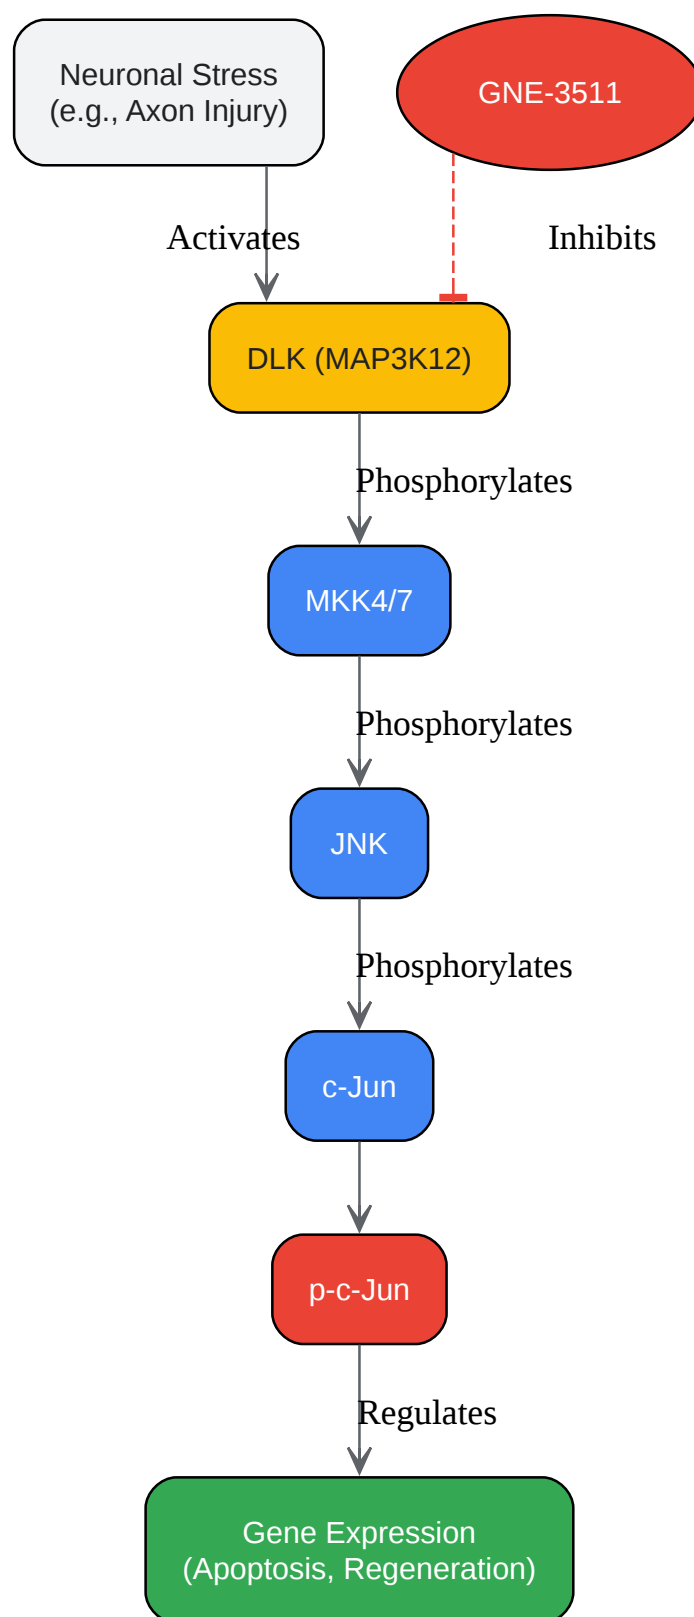 Neuronal Stress
(e.g., Axon Injury)
GNE-3511
Activates
Inhibits
DLK (MAP3K12)
Phosphorylates
MKK4/7
Phosphorylates
JNK
Phosphorylates
c-Jun
p-c-Jun
Regulates
Gene Expression
(Apoptosis, Regeneration)